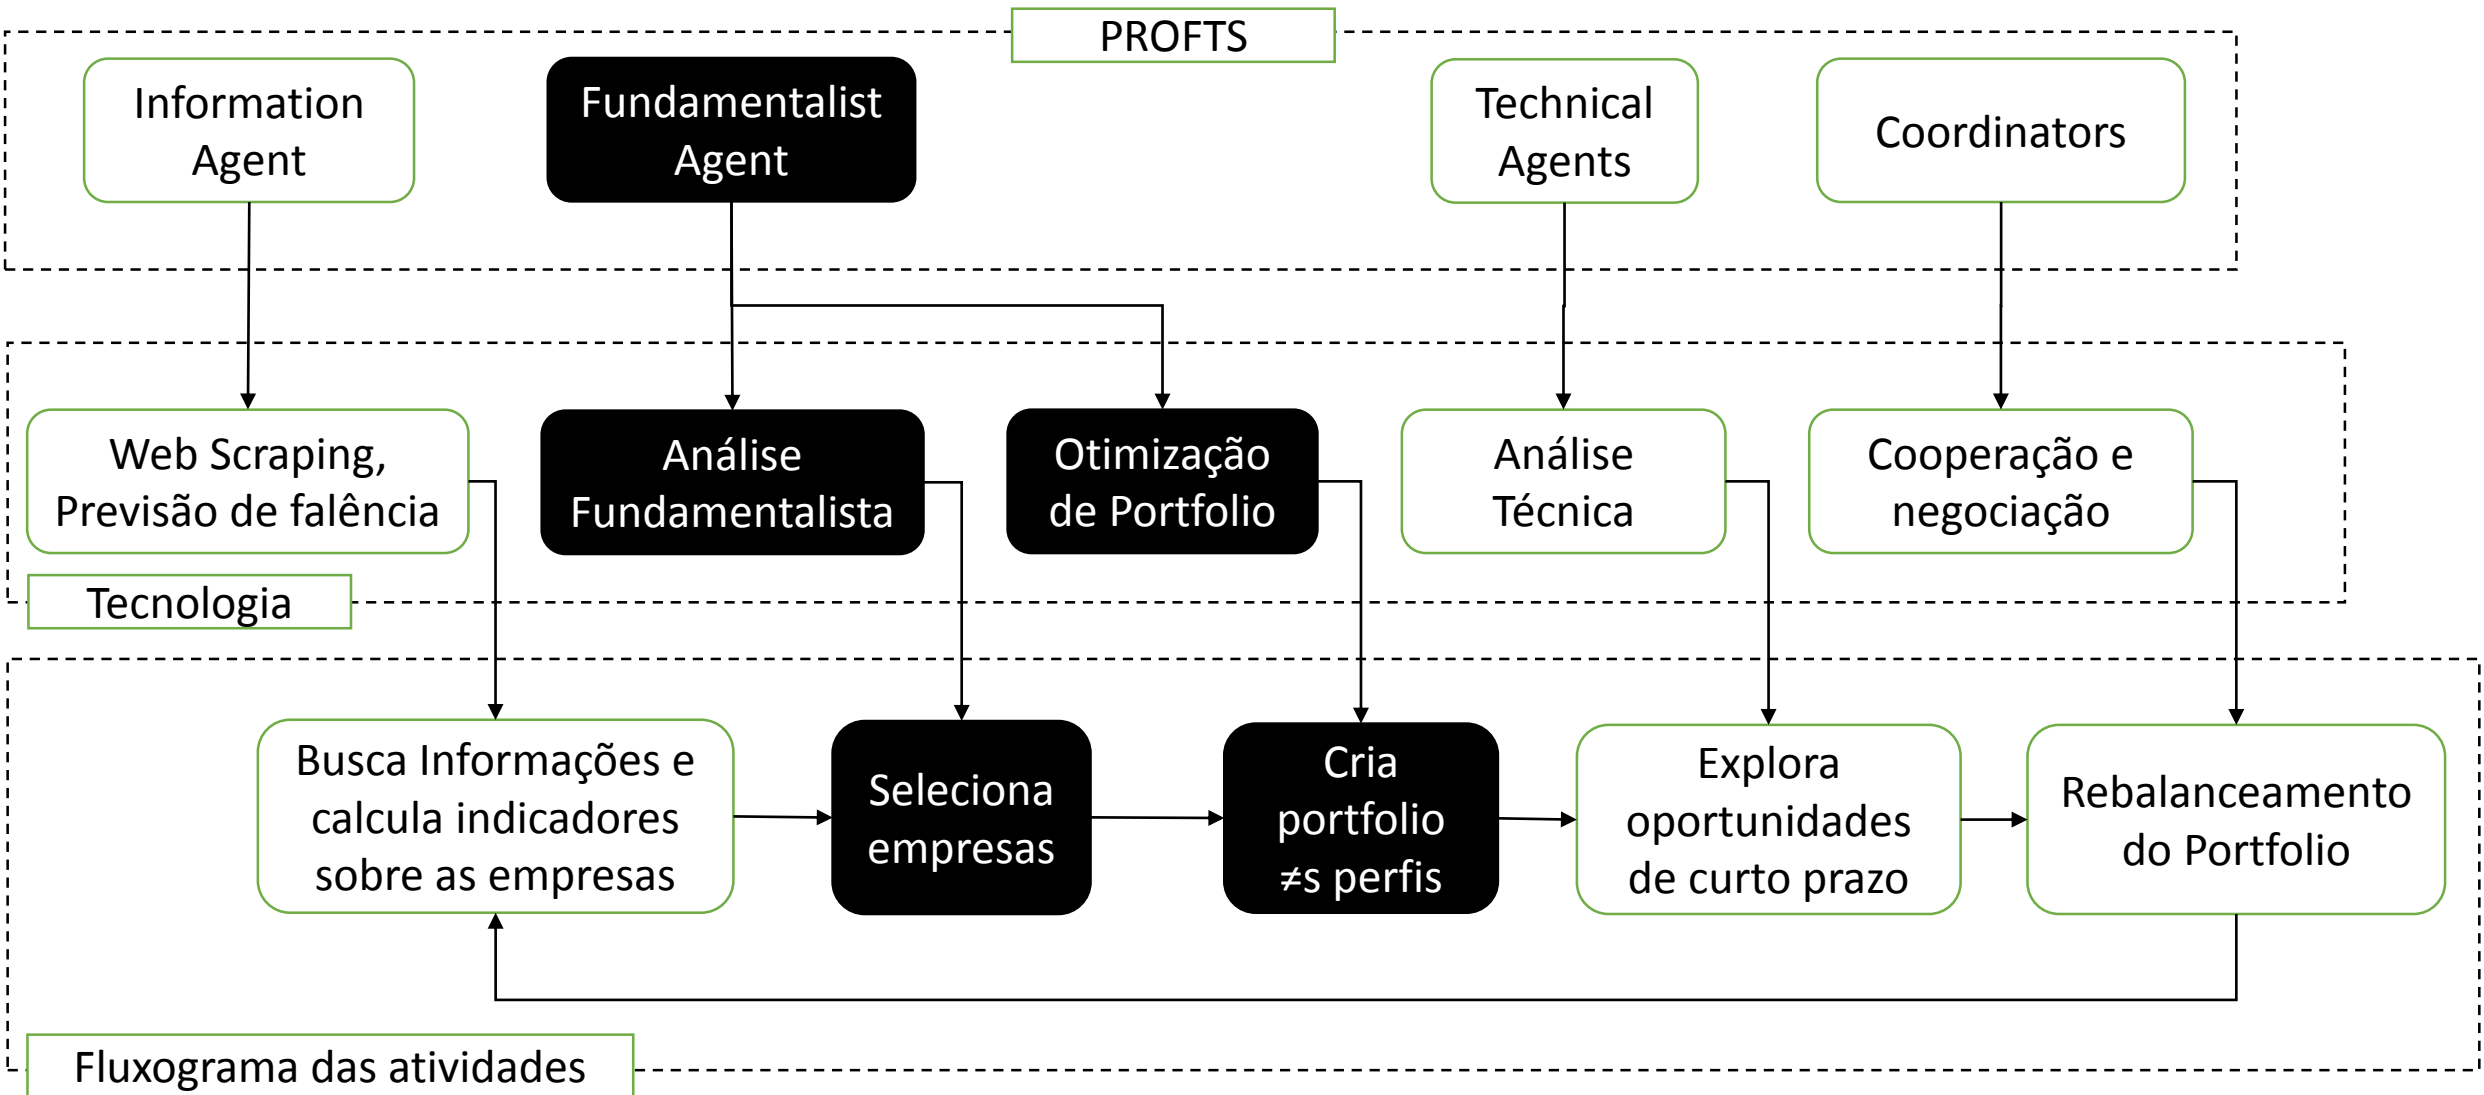 PROFTS
Information
Agent
Fundamentalist
Agent
Technical
Agents
Coordinators
Web Scraping,
Previsão de falência
Análise
Fundamentalista
Otimização
de Portfolio
Análise
Técnica
Cooperação e
negociação
Tecnologia
Busca Informações e
calcula indicadores
sobre as empresas
Seleciona
empresas
Cria
portfolio
≠s perfis
Explora
oportunidades
de curto prazo
Rebalanceamento
do Portfolio
Fluxograma das atividades